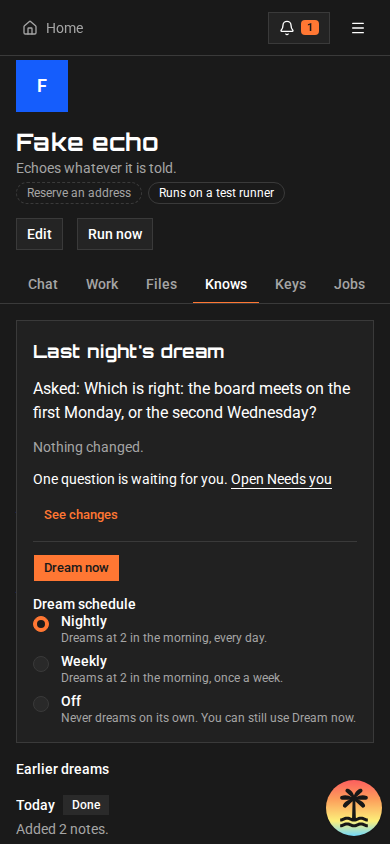 Home
1
F
Fake echo
Echoes whatever it is told.
Reserve an address
Runs on a test runner
Edit
Run now
Chat Work Files Knows Keys Jobs
Last night's dream
Asked: Which is right: the board meets on the
first Monday, or the second Wednesday?
Nothing changed.
One question is waiting for you. Open Needs you
See changes
Dream now
Dream schedule
Nightly
Dreams at 2 in the morning, every day.
Weekly
Dreams at 2 in the morning, once a week.
Off
Never dreams on its own. You can still use Dream now.
Earlier dreams
Today Done
Added 2 notes.